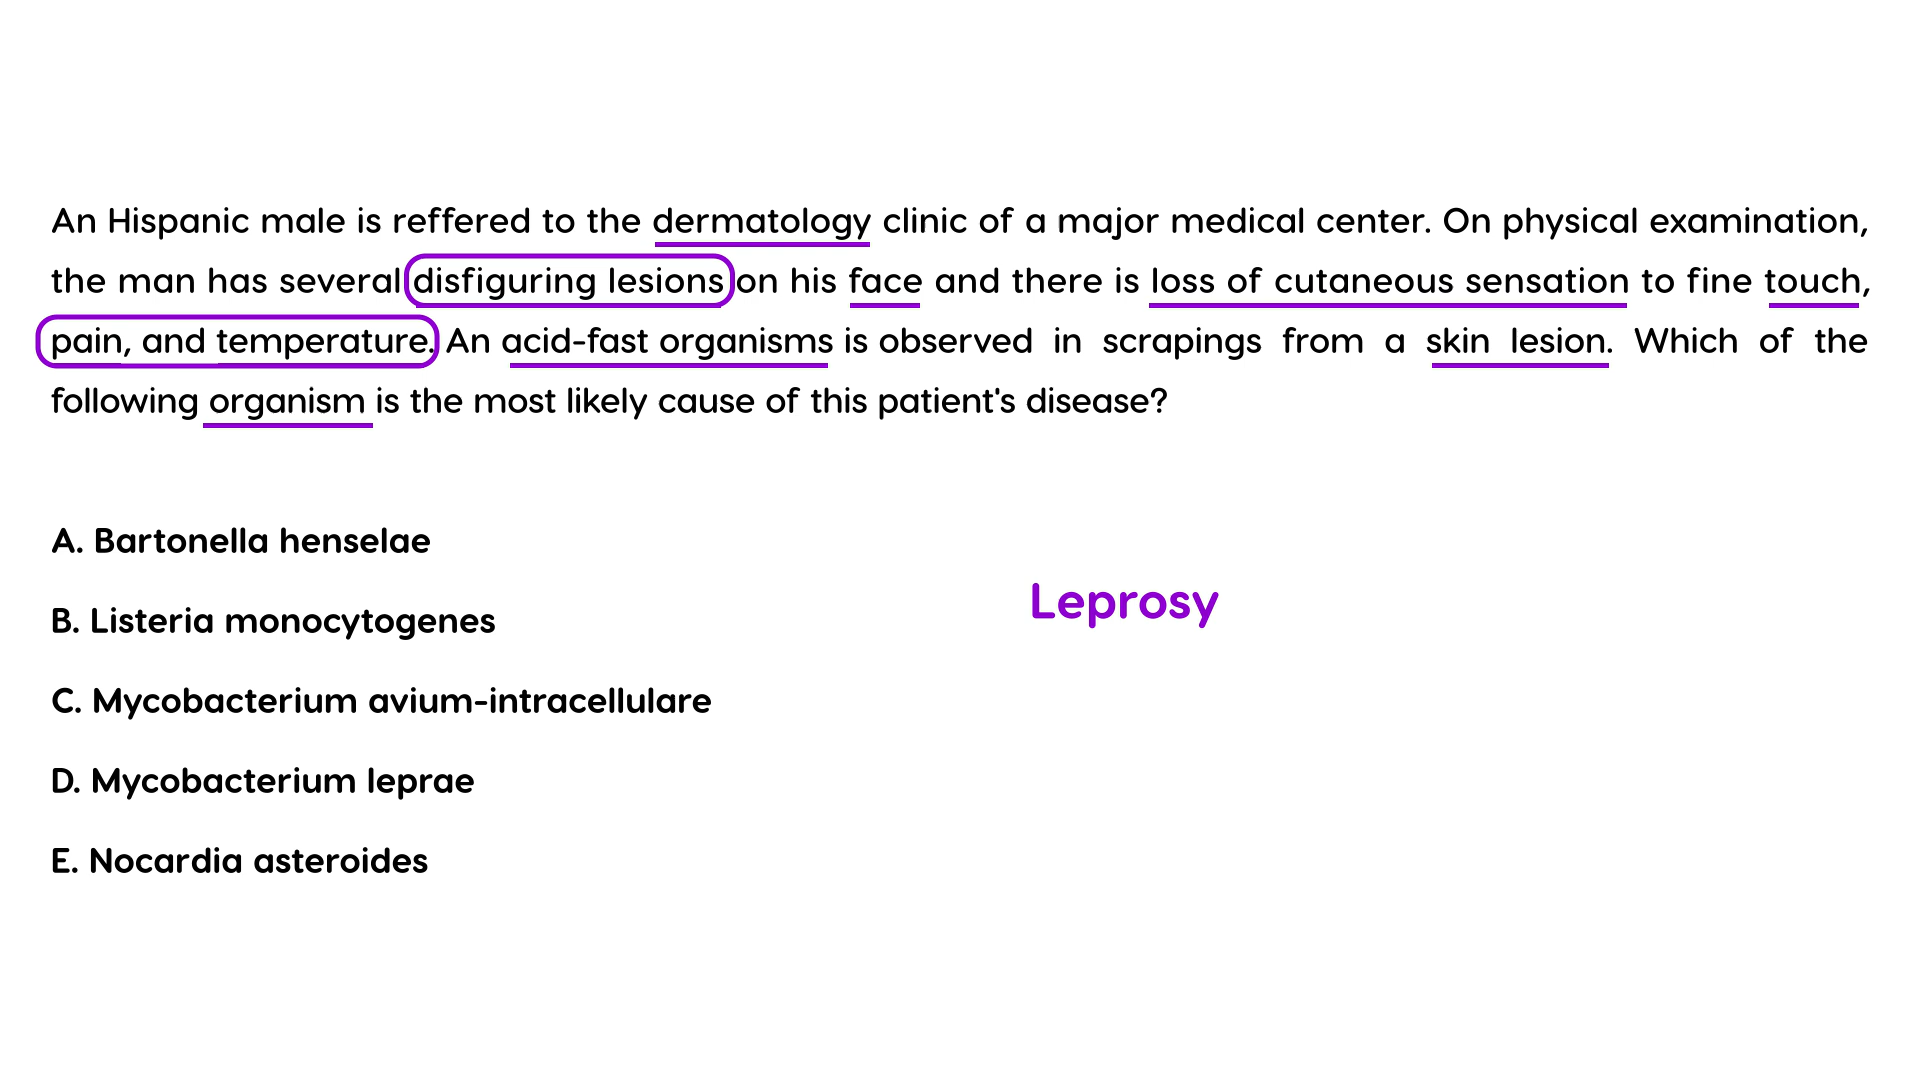 An Hispanic male is reffered to the dermatology clinic of a major medical center. On physical examination,
the man has several disfiguring lesions on his face and there is loss of cutaneous sensation to fine touch,
pain, and temperature. An acid-fast organisms is observed in scrapings from a skin lesion. Which of the
following organism is the most likely cause of this patient's disease?
A. Bartonella henselae
B. Listeria monocytogenes
Leprosy
C. Mycobacterium avium-intracellulare
D. Mycobacterium leprae
E. Nocardia asteroides